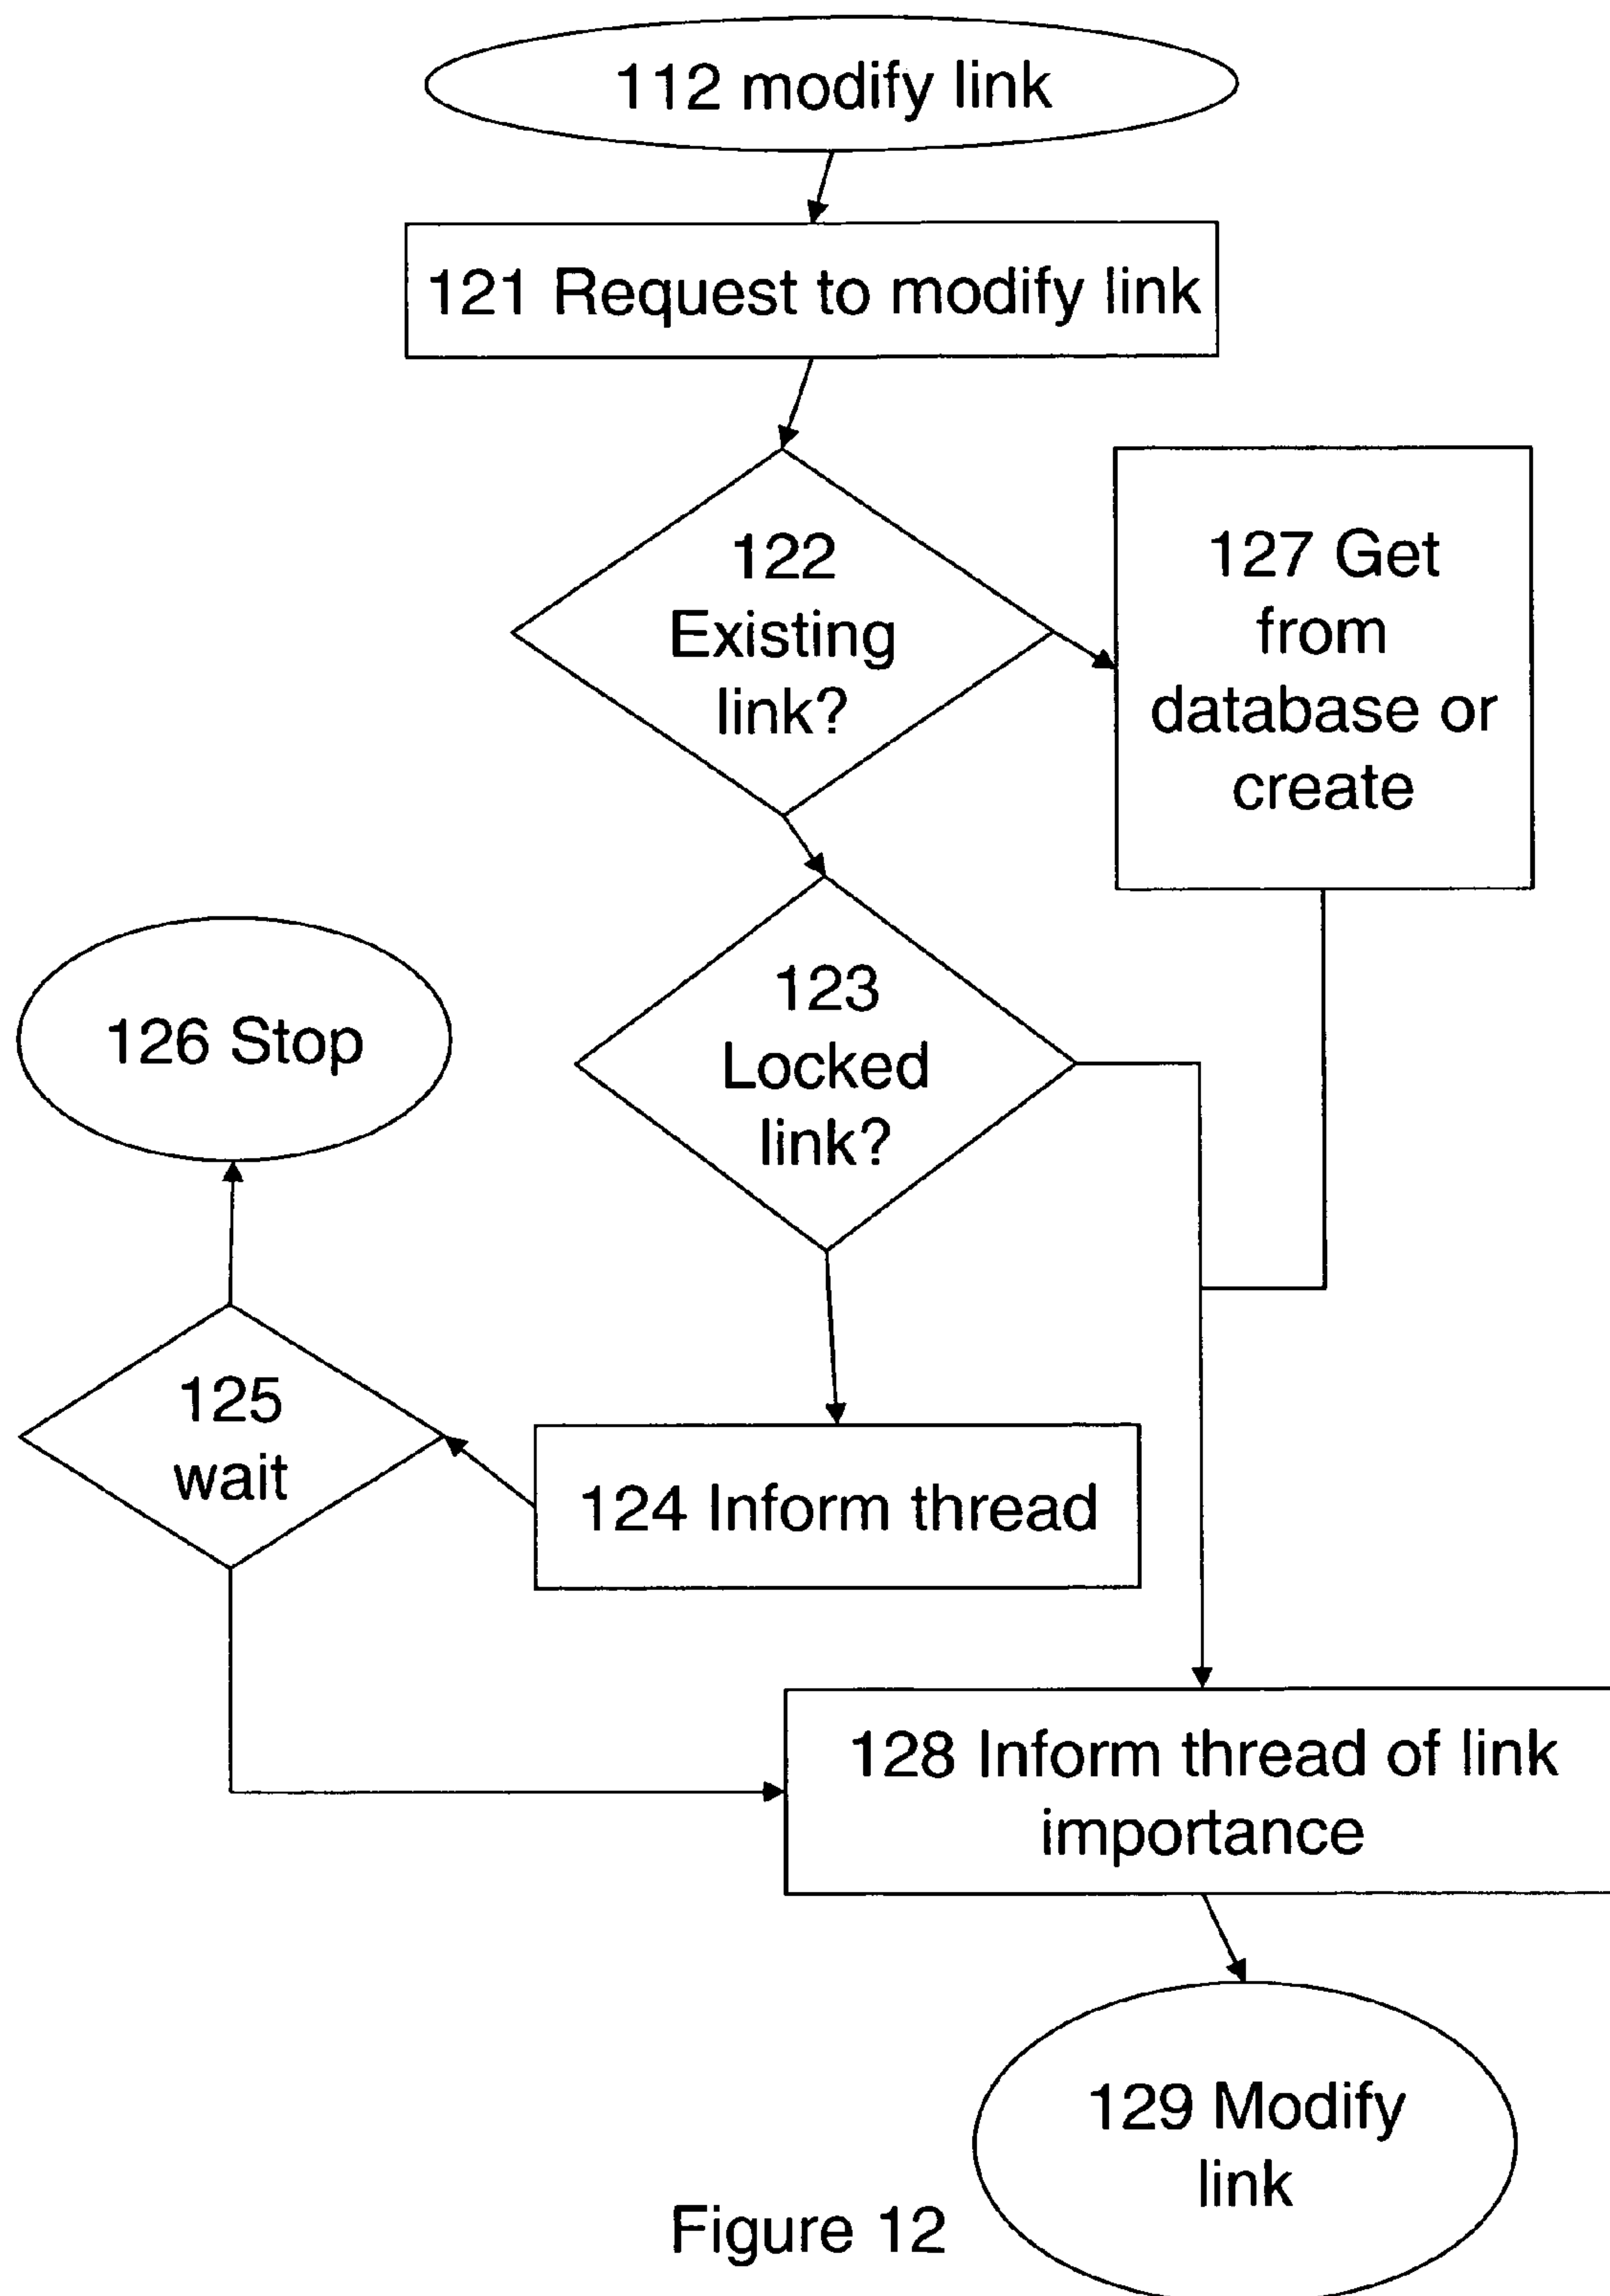 112 modify link
121 Request to modify link
122
Existing
link?
127 Get
from
database or
create
123
Locked
link?
126 Stop
125
wait
124 Inform thread
128 Inform thread of link
importance
129 Modify
link
Figure 12